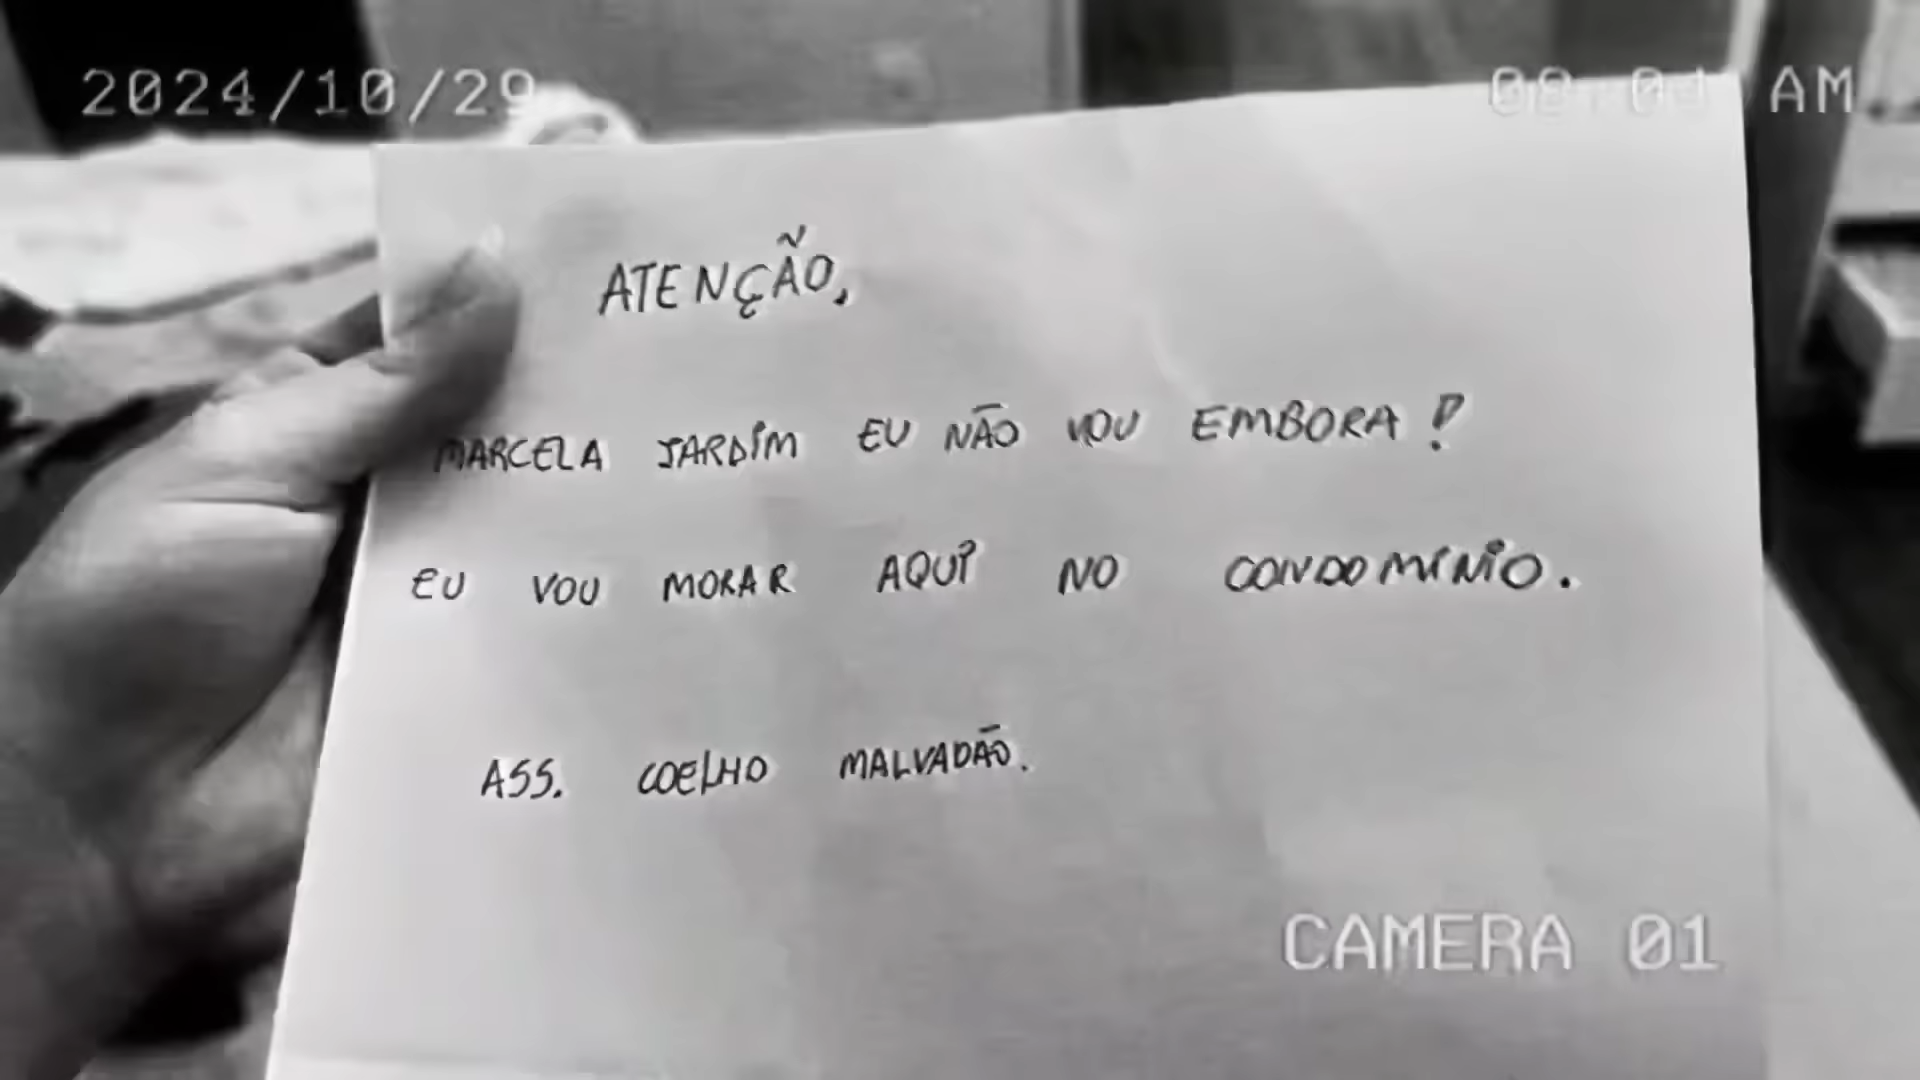 2024/10/29
AM
ATENÇÃO,
MARCELA JARDIM EU NÃO VOU EMBORA!
EU VOU MORAR AQUI NO CONDOMINIO.
ASS. COELHO MALVADÃO.
CAMERA 01